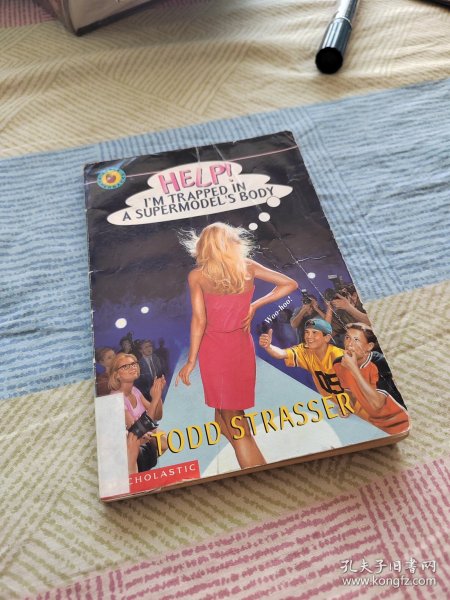 HELP!
I'M TRAPPED IN
A SUPERMODEL'S BODY
Woo-hoo!
TODD STRASSER
SCHOLASTIC
孔夫子旧书网
www.kongfz.com